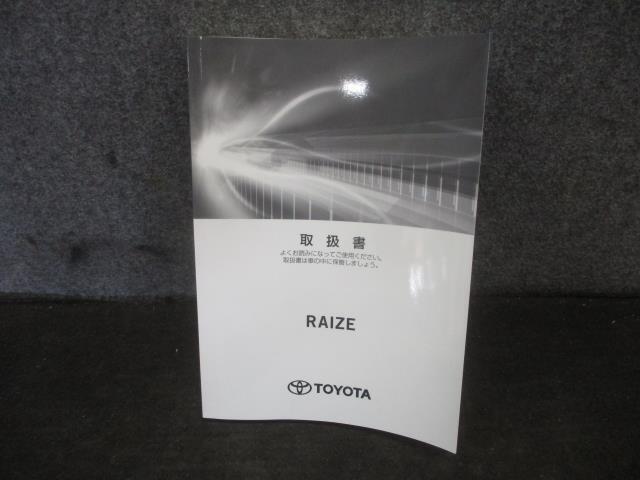 取扱書
よくお読みになってご使用ください。
取扱書は車の中に保管しましょう。
RAIZE
TOYOTA